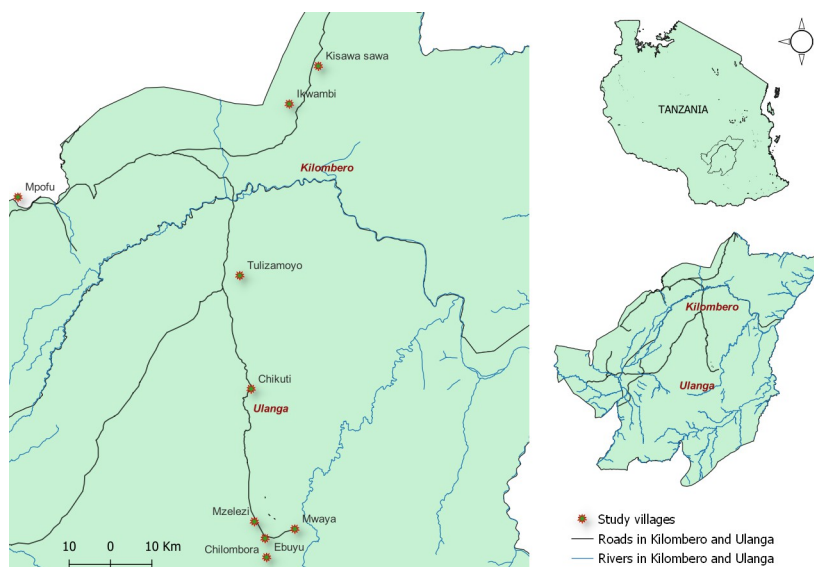 Kisawa sawa
Ikwambi
Kilombero
Mpofu
Tulizamoyo
Chikuti
Ulanga
Mzelezi
Mwaya
Ebuyu
Chilombora
10 0 10 Km
TANZANIA
Kilombero
Ulanga
Study villages
Roads in Kilombero and Ulanga
Rivers in Kilombero and Ulanga